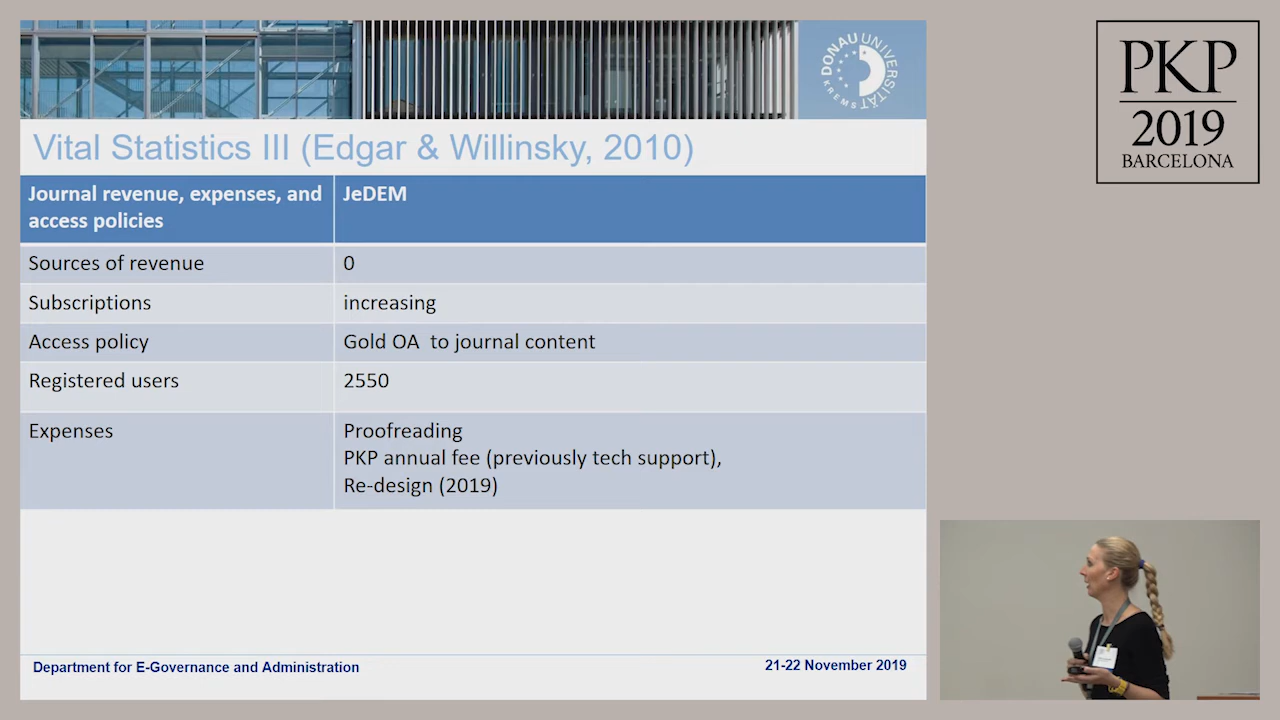 DONAU UNIVERSITÄT
KREMS
PKP
2019
BARCELONA
Vital Statistics III (Edgar & Willinsky, 2010)
Journal revenue, expenses, and
access policies
JeDEM
Sources of revenue
0
Subscriptions
increasing
Access policy
Gold OA  to journal content
Registered users
2550
Expenses
Proofreading
PKP annual fee (previously tech support),
Re-design (2019)
Department for E-Governance and Administration
21-22 November 2019